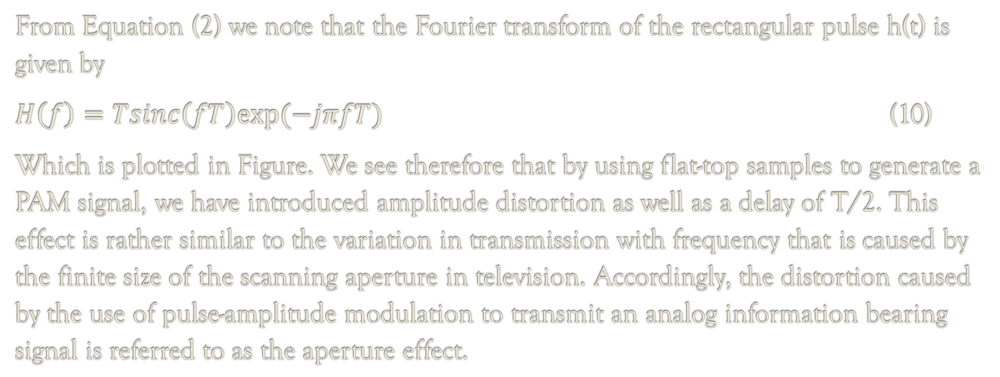 From Equation (2) we note that the Fourier transform of the rectangular pulse h(t) is
given by
H(f) = Tsinc(fT)exp(−jπfT) (10)
Which is plotted in Figure. We see therefore that by using flat-top samples to generate a
PAM signal, we have introduced amplitude distortion as well as a delay of T/2. This
effect is rather similar to the variation in transmission with frequency that is caused by
the finite size of the scanning aperture in television. Accordingly, the distortion caused
by the use of pulse-amplitude modulation to transmit an analog information bearing
signal is referred to as the aperture effect.